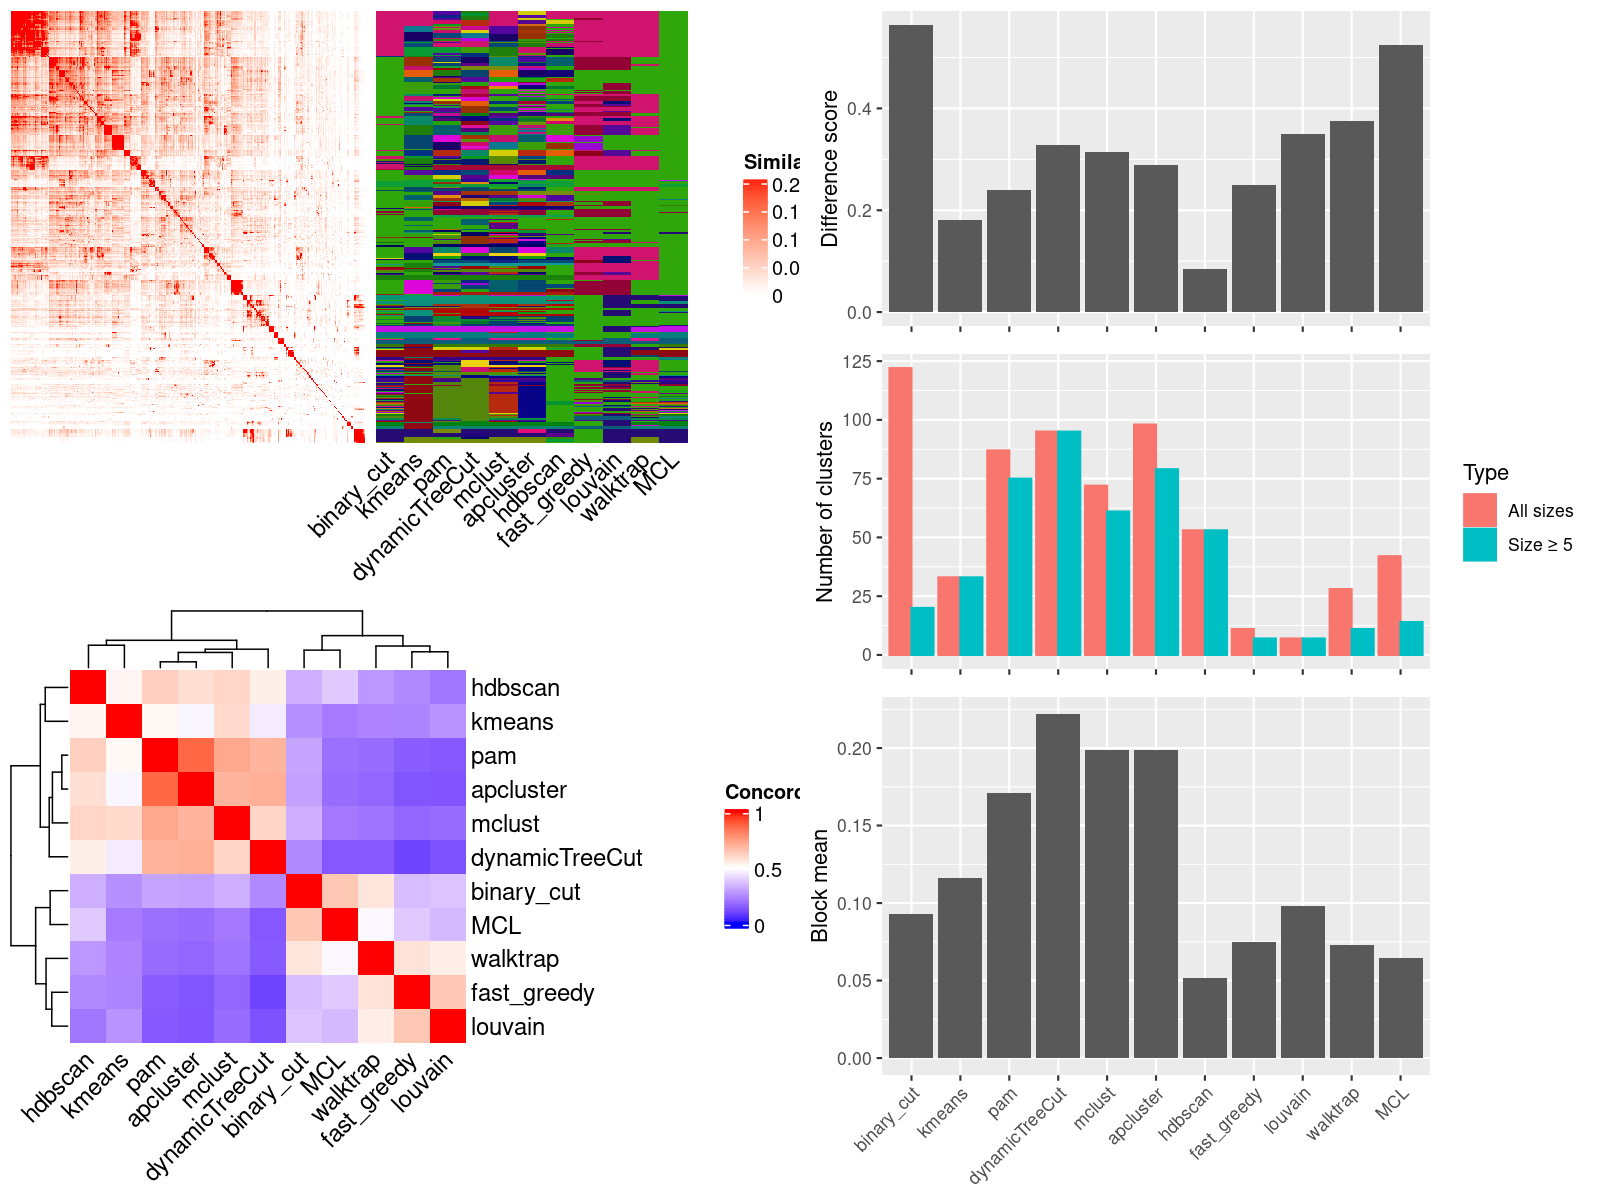 Simila
0.2
0.1
0.1
0.0
0
binary_cut
kmeans
pam
dynamicTreeCut
mclust
apcluster
hdbscan
fast_greedy
louvain
walktrap
MCL
hdbscan
kmeans
pam
apcluster
mclust
dynamicTreeCut
binary_cut
MCL
walktrap
fast_greedy
louvain
hdbscan
kmeans
pam
apcluster
mclust
dynamicTreeCut
binary_cut
MCL
walktrap
fast_greedy
louvain
Concord
1
0.5
0
Difference score
0.4
0.2
0.0
Number of clusters
125
100
75
50
25
0
Type
All sizes
Size ≥ 5
Block mean
0.20
0.15
0.10
0.05
0.00
binary_cut
kmeans
pam
dynamicTreeCut
mclust
apcluster
hdbscan
fast_greedy
louvain
walktrap
MCL